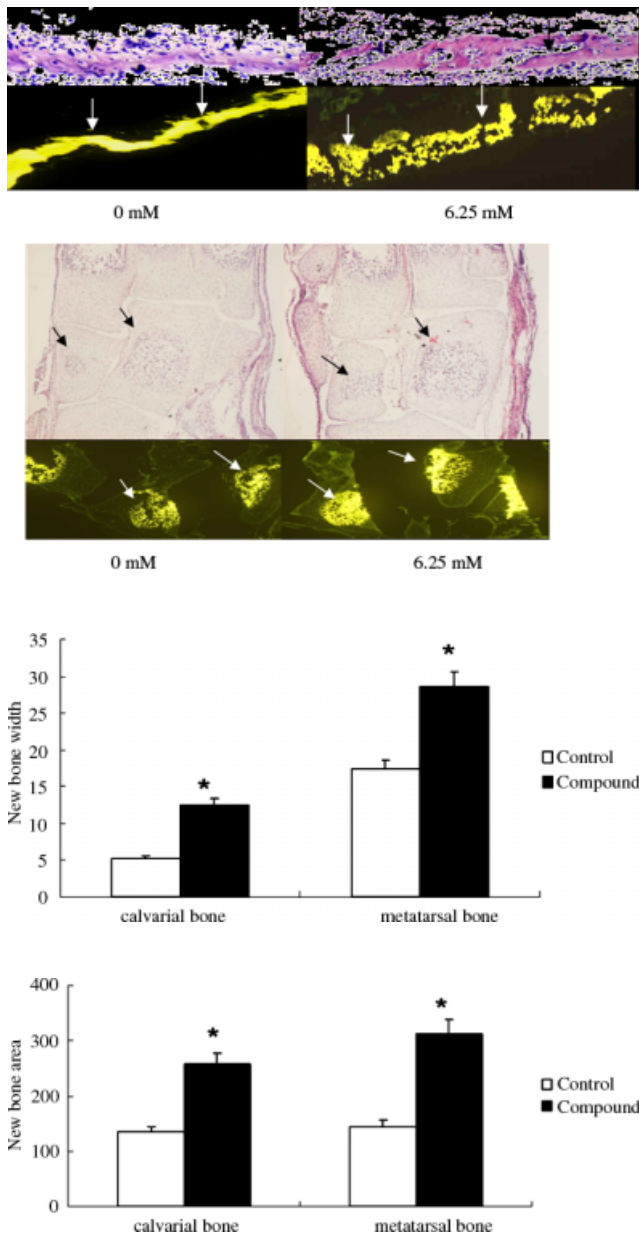 0 mM 6.25 mM
0 mM 6.25 mM
35
30
25
20
15
10
5
0
New bone width
*
*
calvarial bone metatarsal bone
Control
Compound
400
300
200
100
0
New bone area
*
*
calvarial bone metatarsal bone
Control
Compound